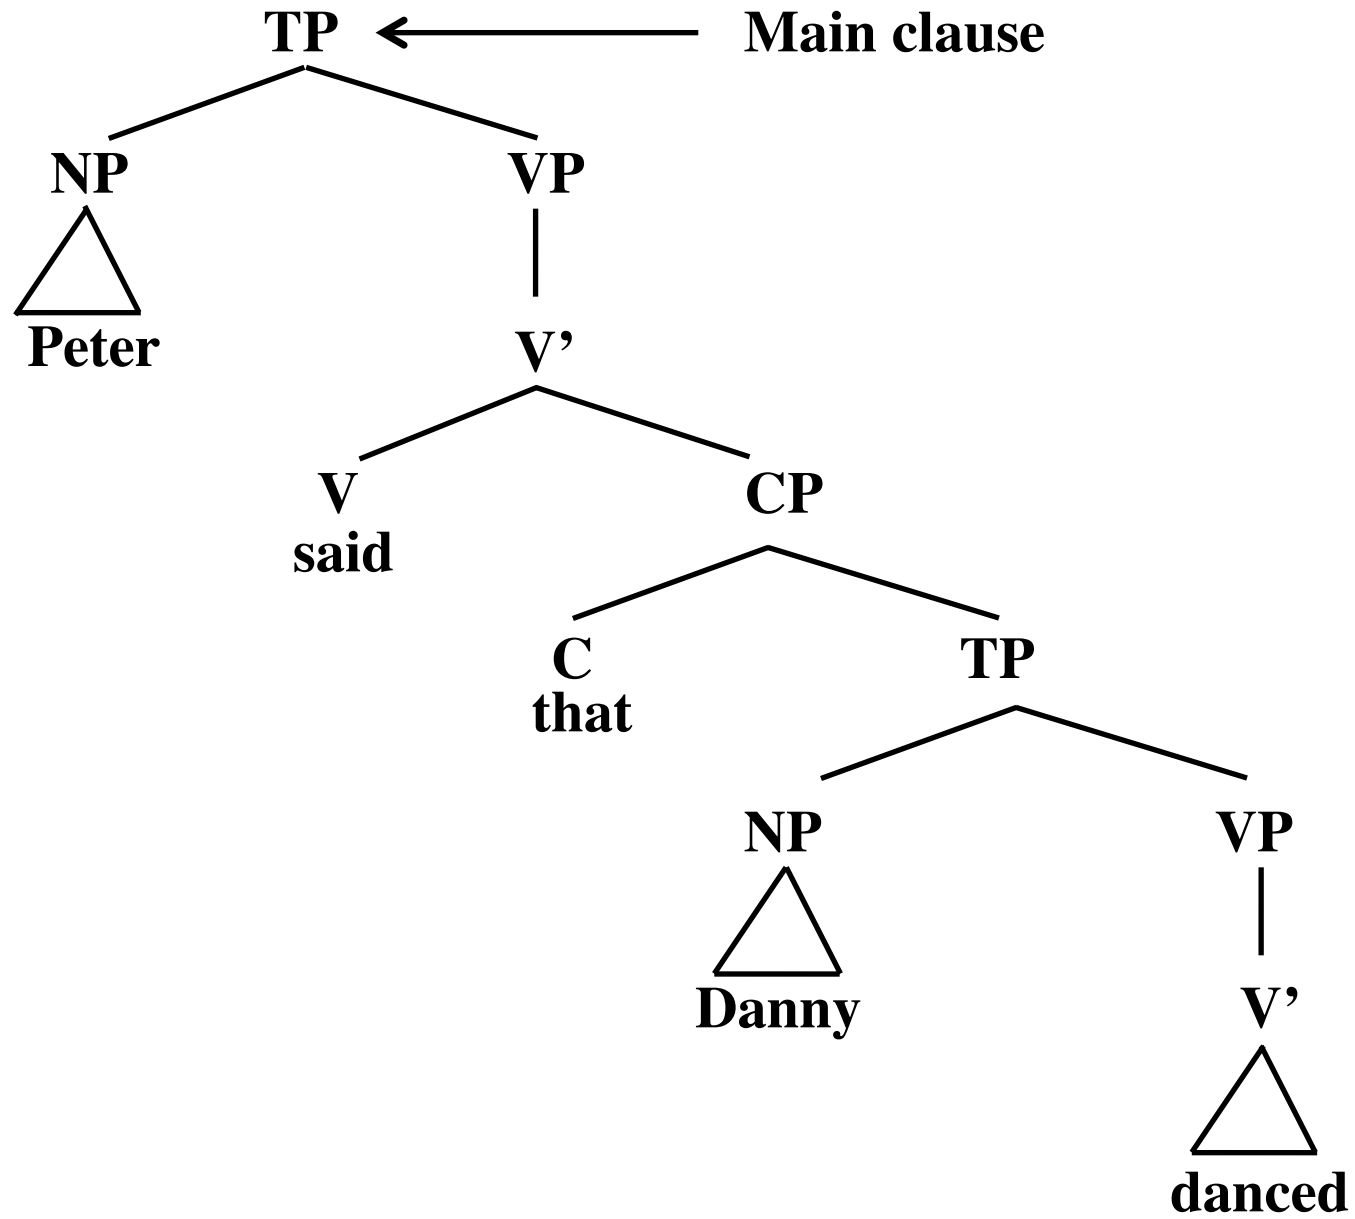 TP Main clause
NP VP
Peter V’
V CP
said
C TP
that
NP VP
Danny V’
danced